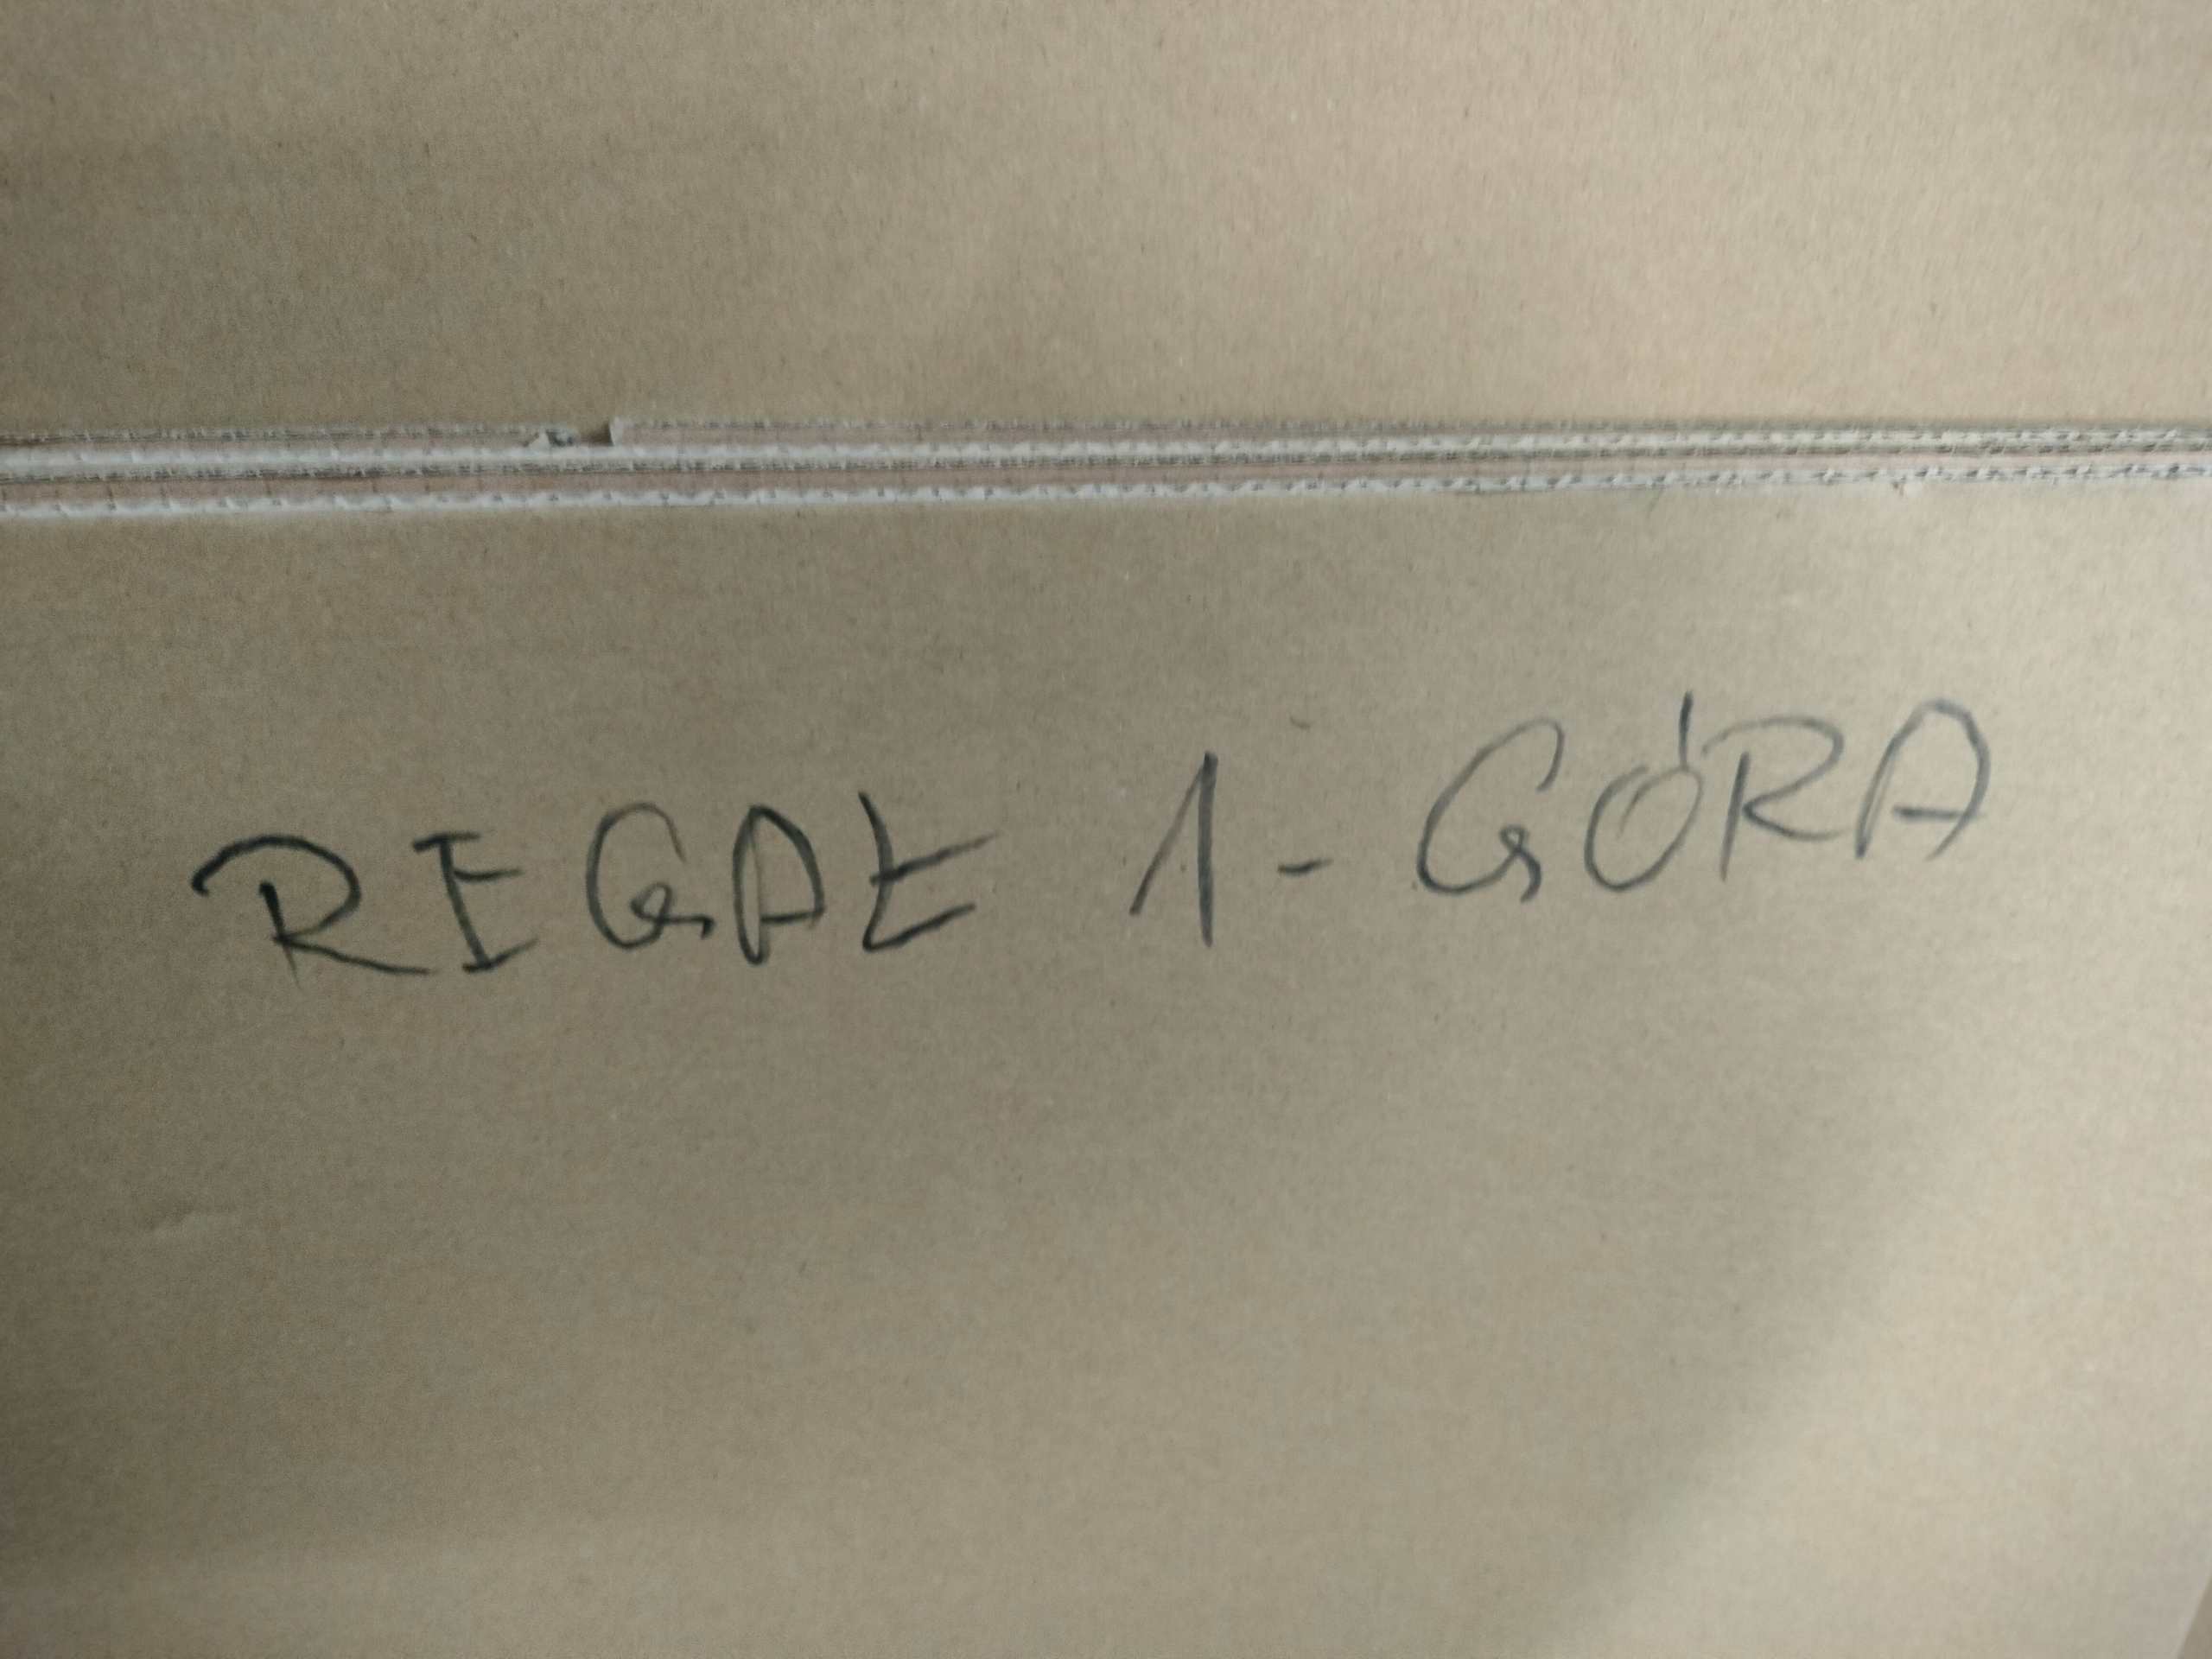 REGAŁ 1 - GÓRA